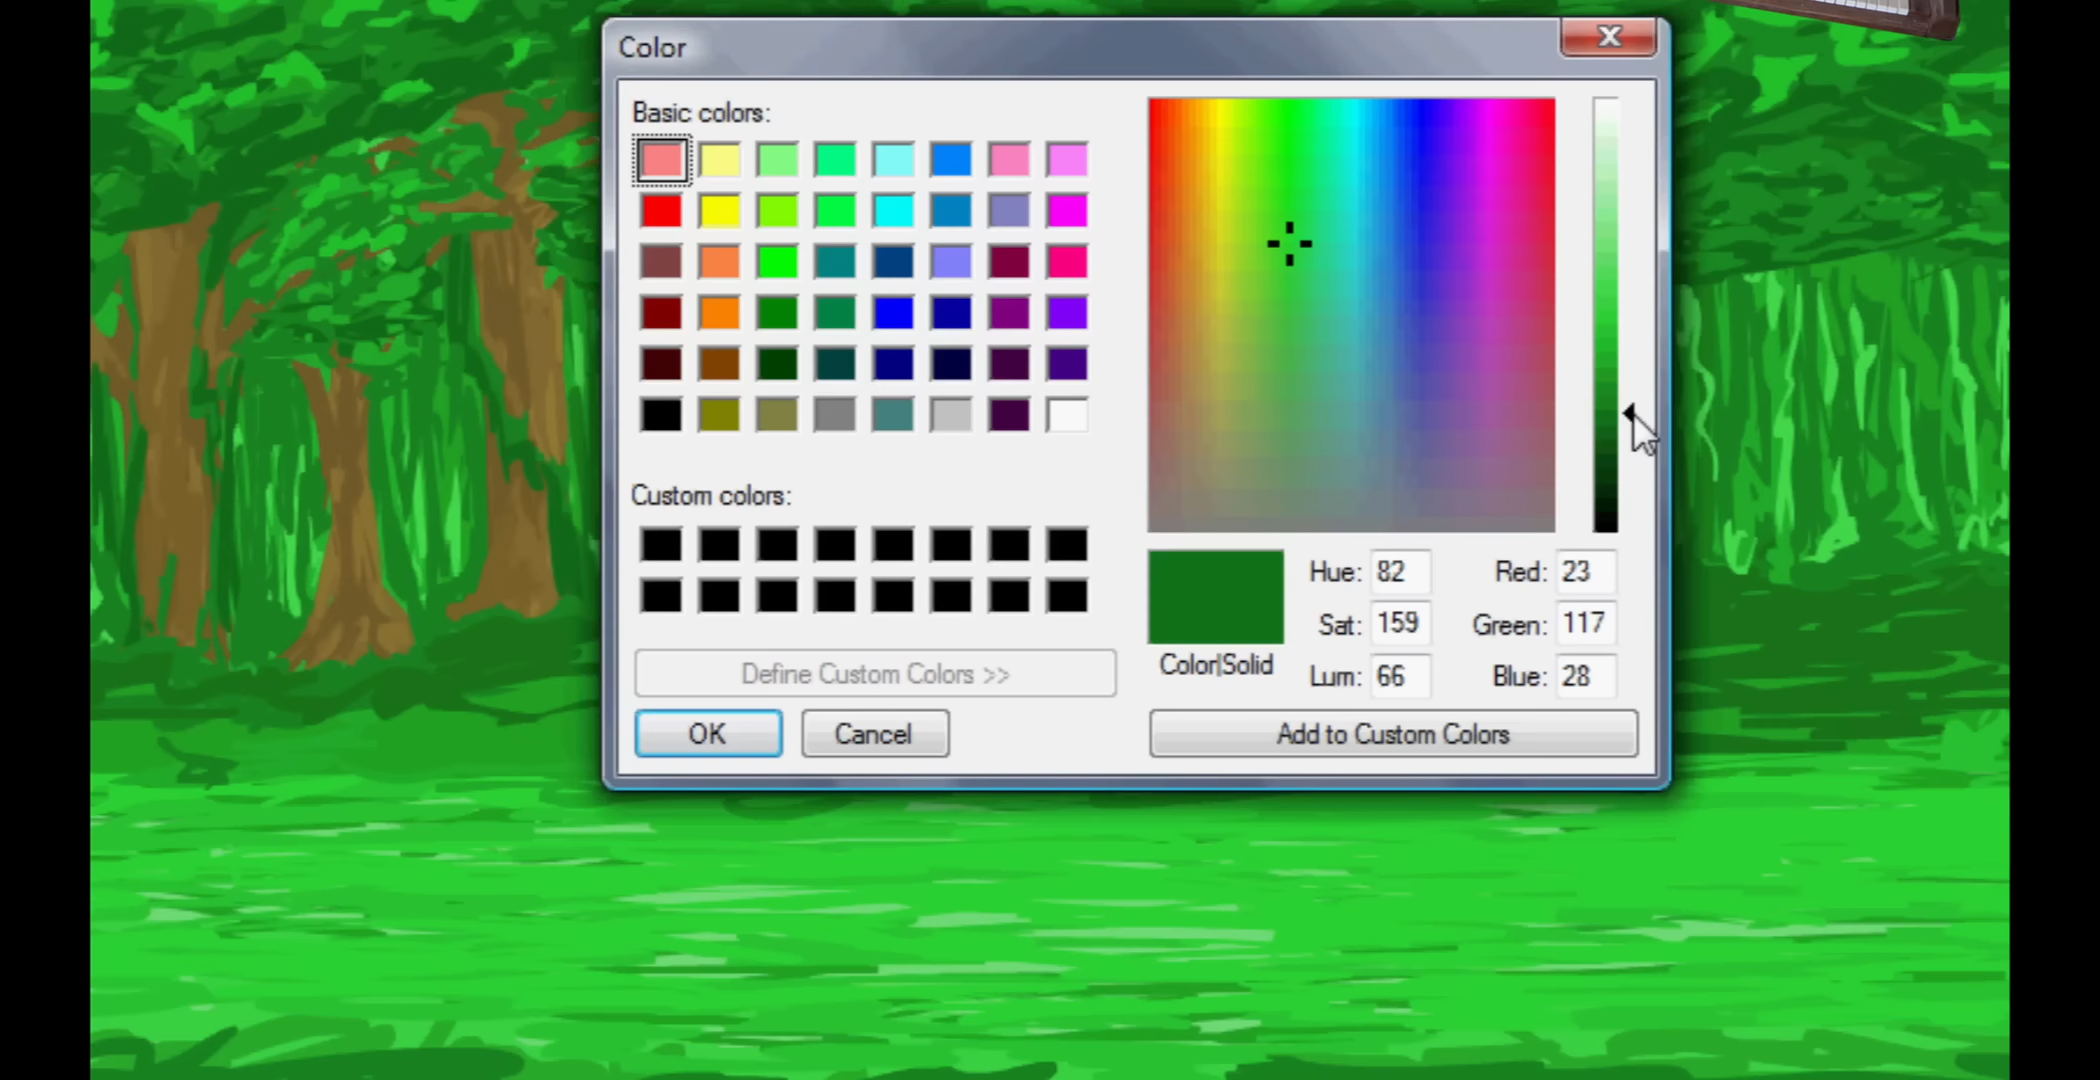 Color
Basic colors:
Custom colors:
Define Custom Colors >>
OK Cancel
Hue: 82 Red: 23
Sat: 159 Green: 117
Color|Solid
Lum: 66 Blue: 28
Add to Custom Colors